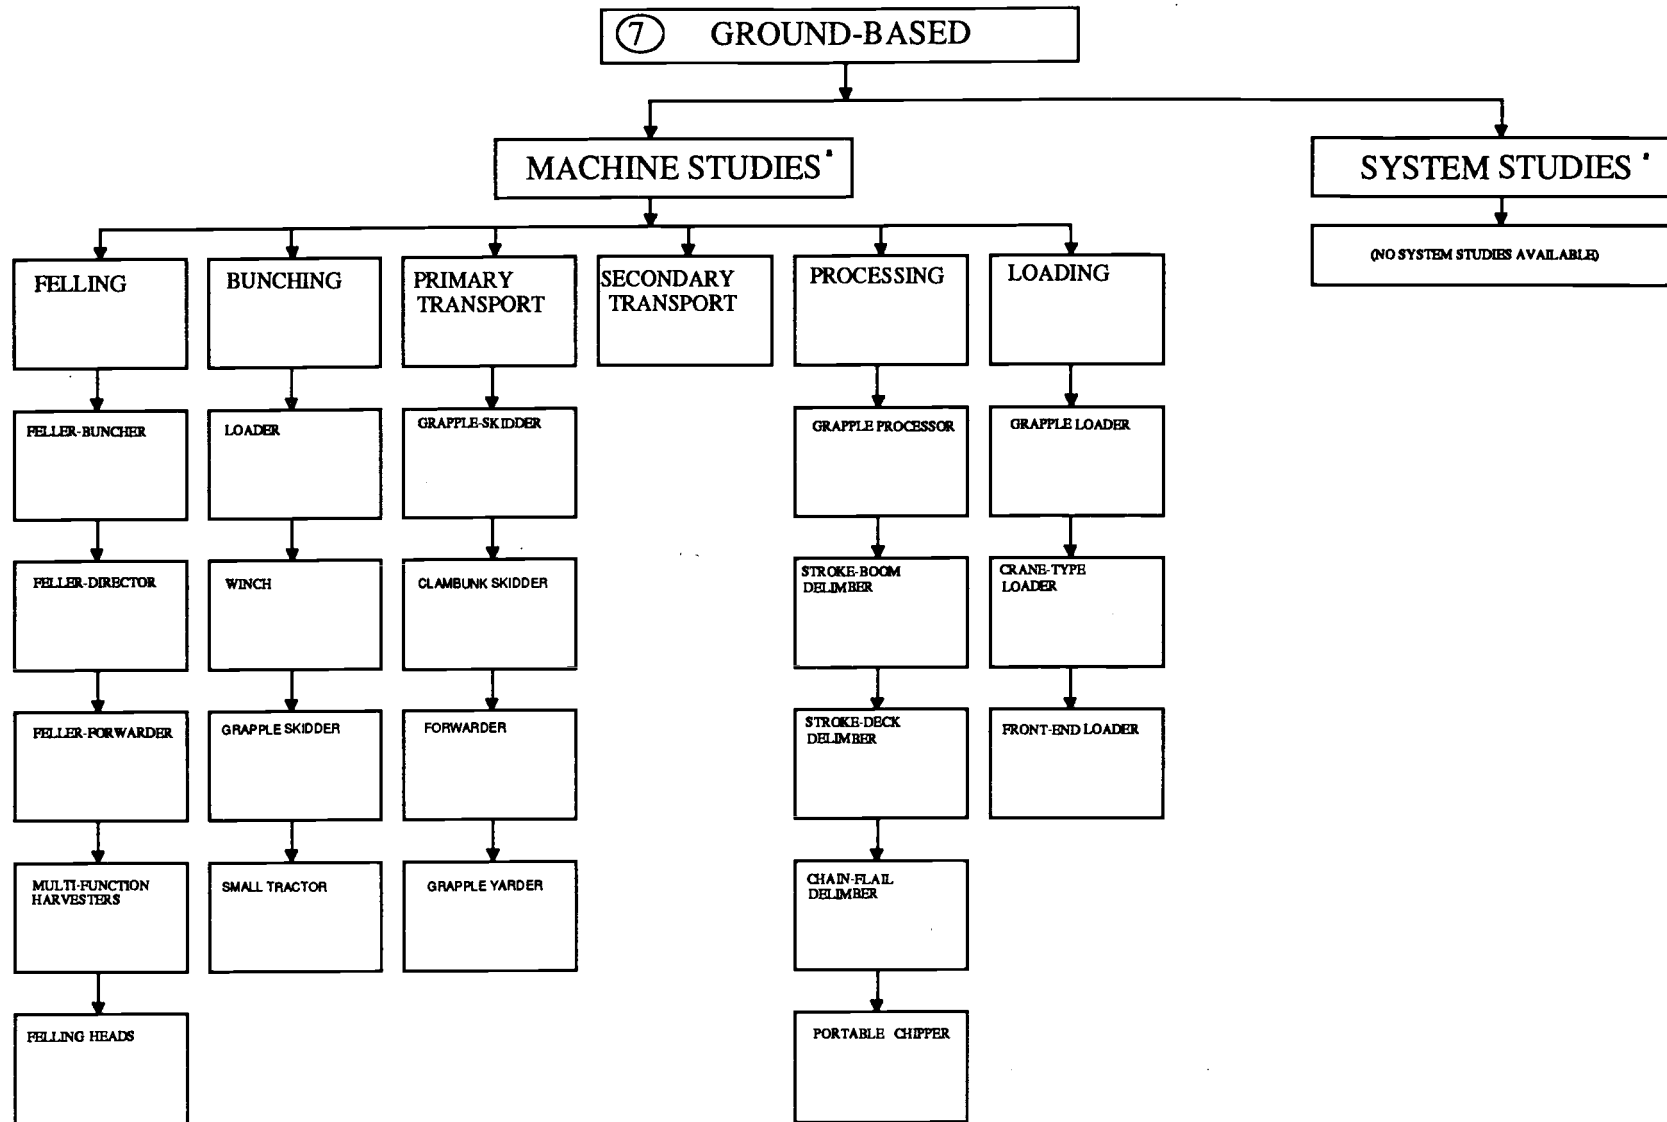 7 GROUND-BASED
MACHINE STUDIES
SYSTEM STUDIES
(NO SYSTEM STUDIES AVAILABLE)
FELLING
BUNCHING
PRIMARY
TRANSPORT
SECONDARY
TRANSPORT
PROCESSING
LOADING
FELLER-BUNCHER
LOADER
GRAPPLE-SKIDDER
GRAPPLE PROCESSOR
GRAPPLE LOADER
FELLER-DIRECTOR
WINCH
CLAMBUNK SKIDDER
STROKE-BOOM
DELIMBER
CRANE-TYPE
LOADER
FELLER-FORWARDER
GRAPPLE SKIDDER
FORWARDER
STROKE-DECK
DELIMBER
FRONT-END LOADER
MULTI-FUNCTION
HARVESTERS
SMALL TRACTOR
GRAPPLE YARDER
CHAIN-FLAIL
DELIMBER
FELLING HEADS
PORTABLE CHIPPER